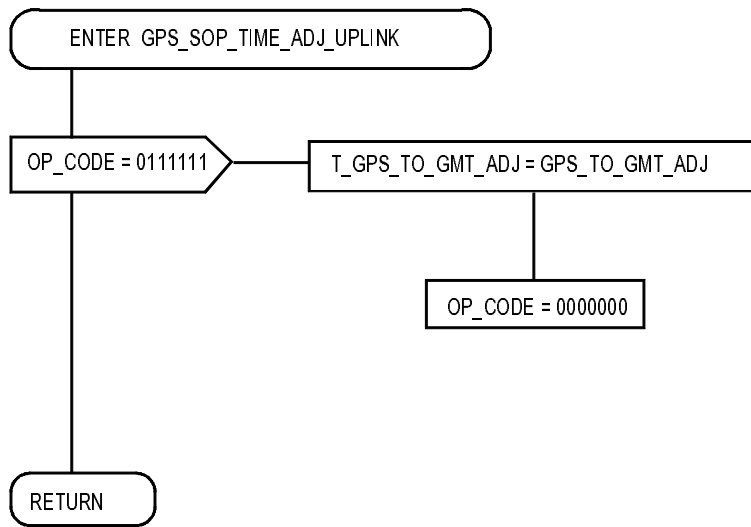 ENTER GPS_SOP_TIME_ADJ_UPLINK
OP_CODE = 0111111
T_GPS_TO_GMT_ADJ = GPS_TO_GMT_ADJ
OP_CODE = 0000000
RETURN